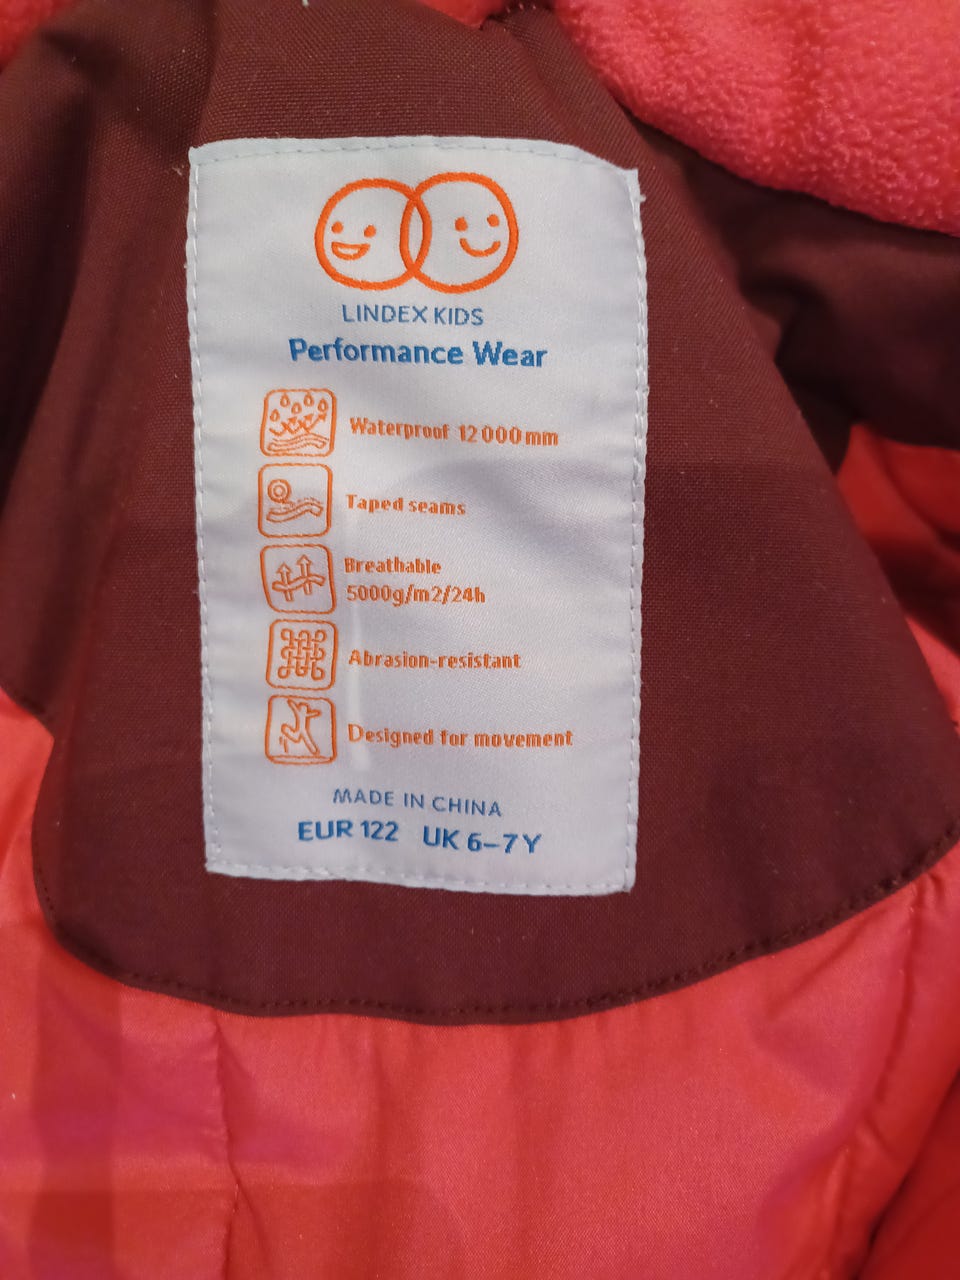 LINDEX KIDS
Performance Wear
Waterproof 12 000 mm
Taped seams
Breathable
5000g/m2/24h
Abrasion-resistant
Designed for movement
MADE IN CHINA
EUR 122 UK 6–7 Y